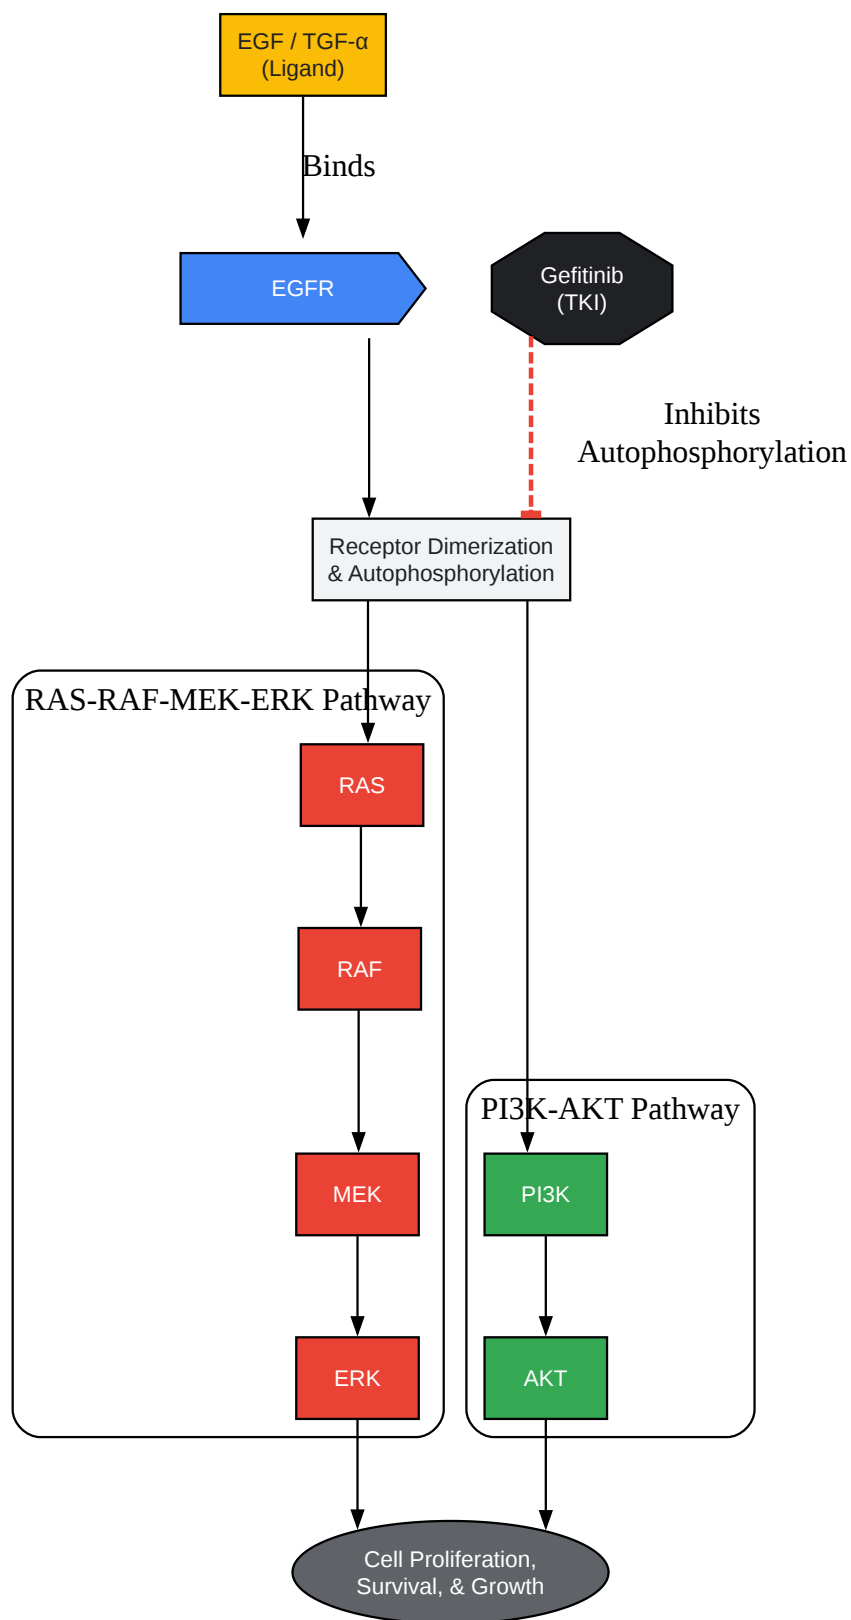 EGF / TGF-α
(Ligand)
Binds
EGFR
Gefitinib
(TKI)
Inhibits
Autophosphorylation
Receptor Dimerization
& Autophosphorylation
RAS-RAF-MEK-ERK Pathway
RAS
RAF
PI3K-AKT Pathway
MEK
PI3K
ERK
AKT
Cell Proliferation,
Survival, & Growth